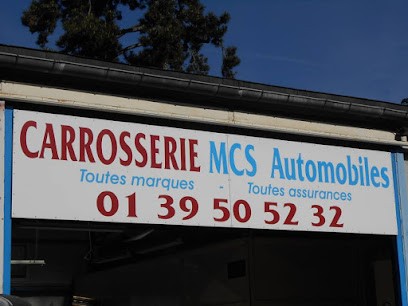 CARROSSERIE MCS Automobiles
Toutes marques - Toutes assurances
01 39 50 52 32